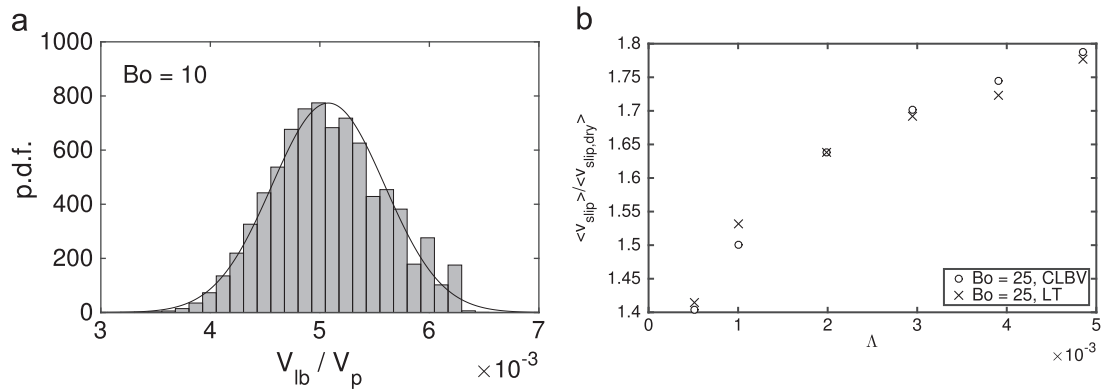 a
1000
800
600
400
200
0
p.d.f.
Bo = 10
3 4 5 6 7
V_lb / V_p
×10^-3
b
1.8
1.75
1.7
1.65
1.6
1.55
1.5
1.45
1.4
<v_slip>/<v_slip,dry>
○ Bo = 25, CLBV
× Bo = 25, LT
0 1 2 3 4 5
Λ
×10^-3